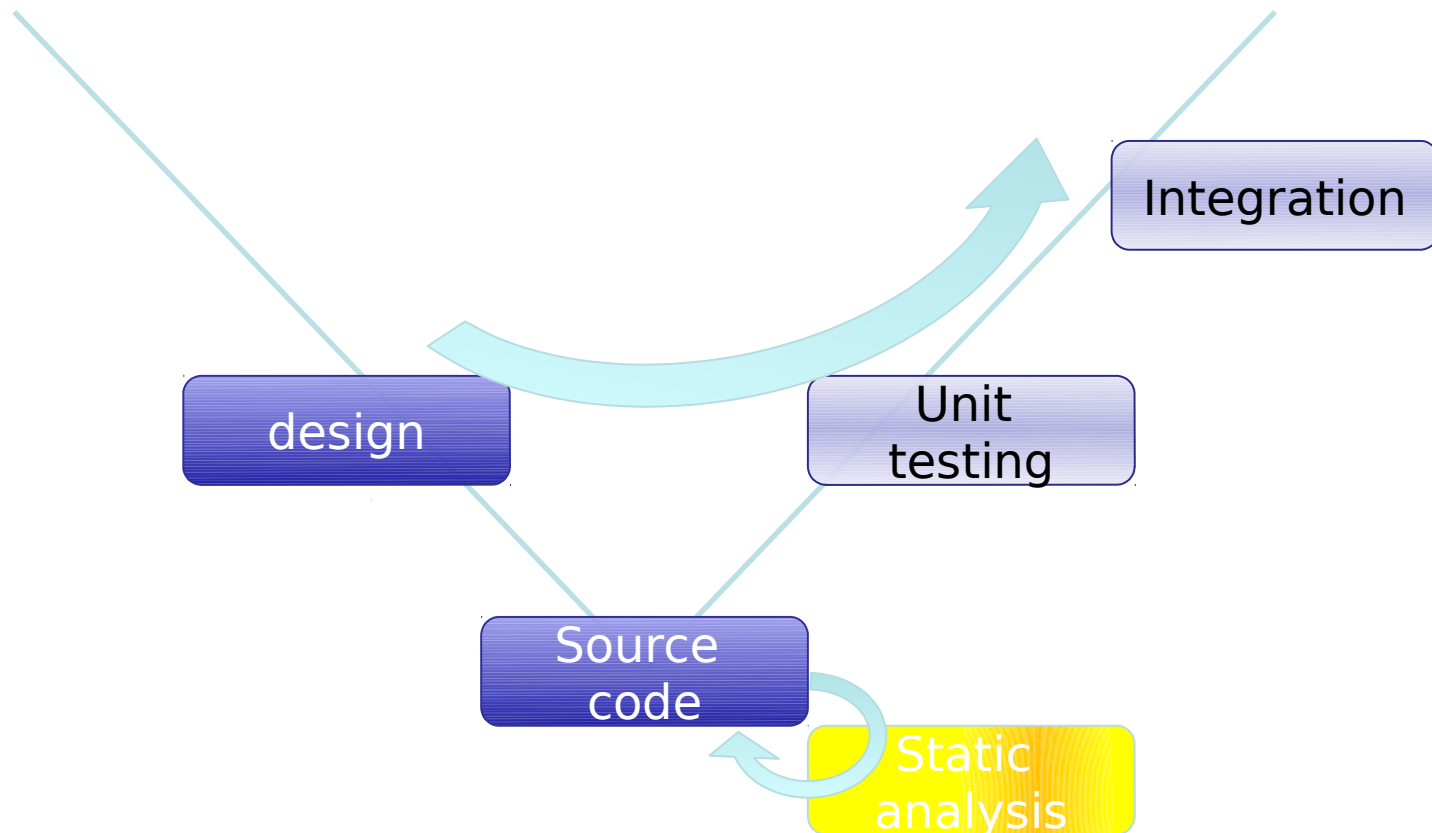 Integration
design
Unit
testing
Source
code
Static
analysis